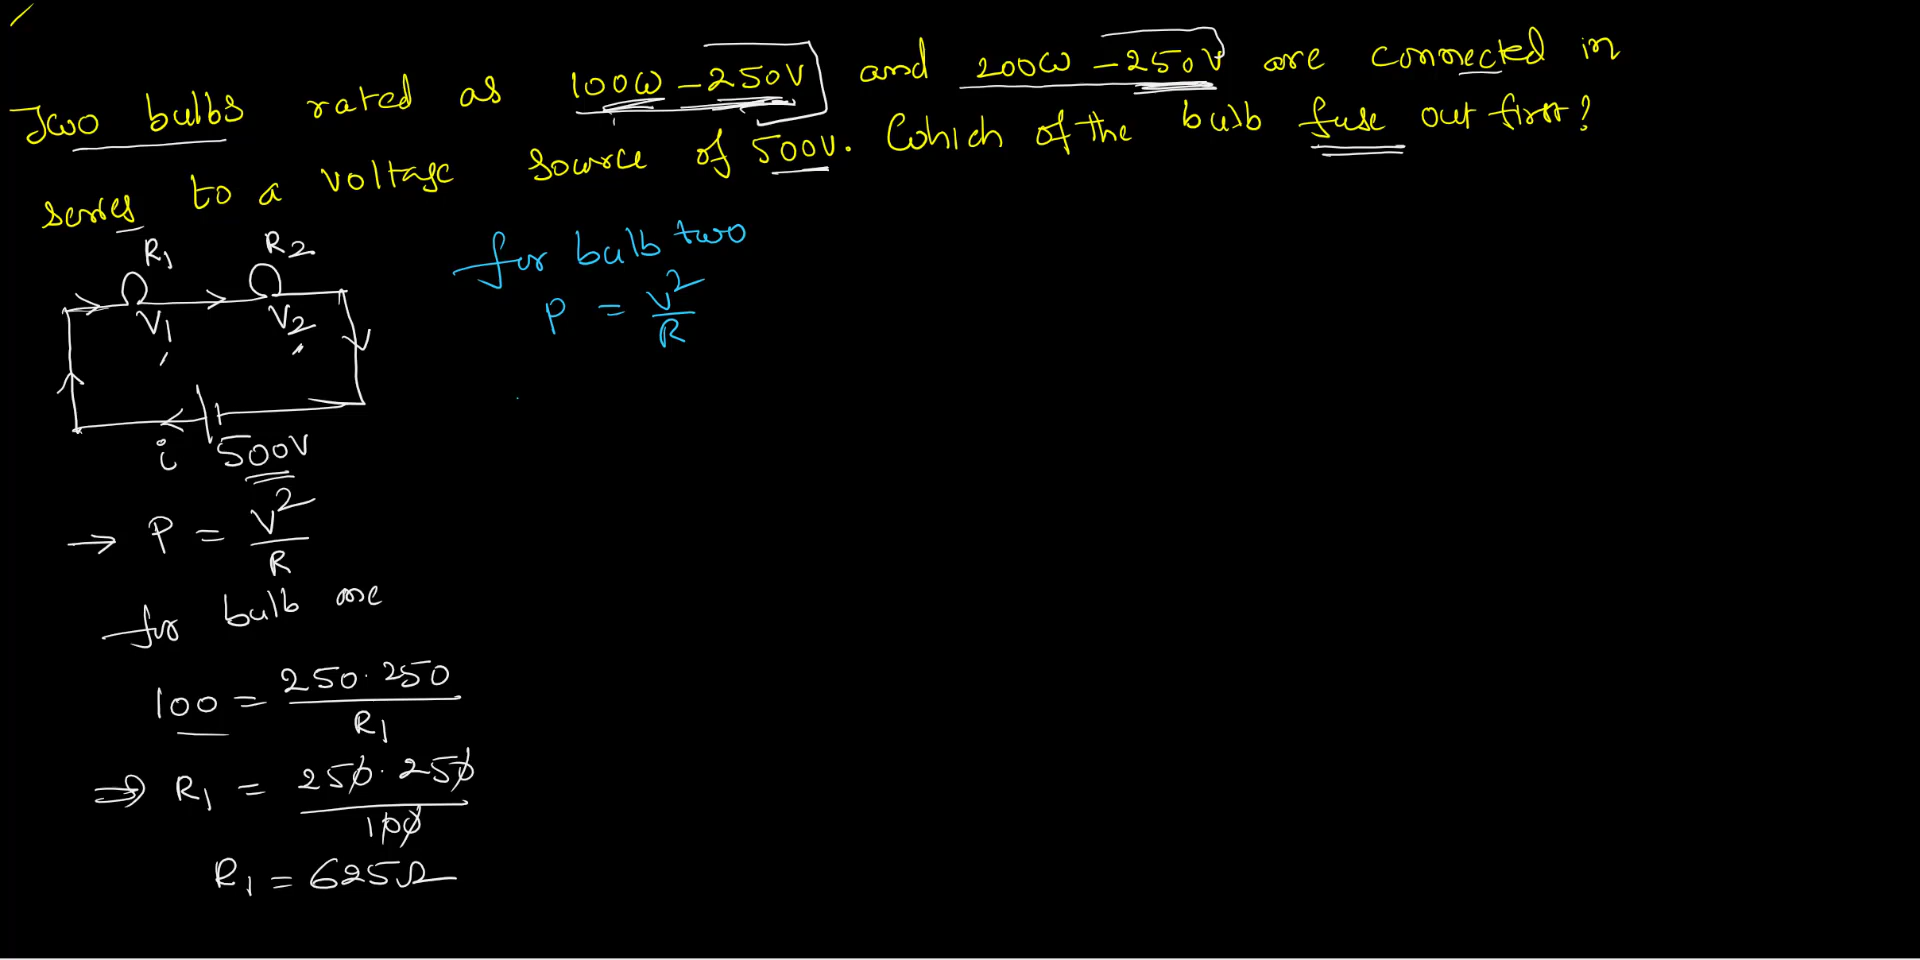 Two bulbs rated as 100W - 250V and 200W - 250V are connected in
series to a voltage source of 500V. Which of the bulb fuse out first?
R1 R2
V1 V2
i 500V
→ P = V²/R
for bulb one
100 = 250 · 250 / R1
⇒ R1 = 250 · 250 / 100
R1 = 625Ω
for bulb two
P = V²/R